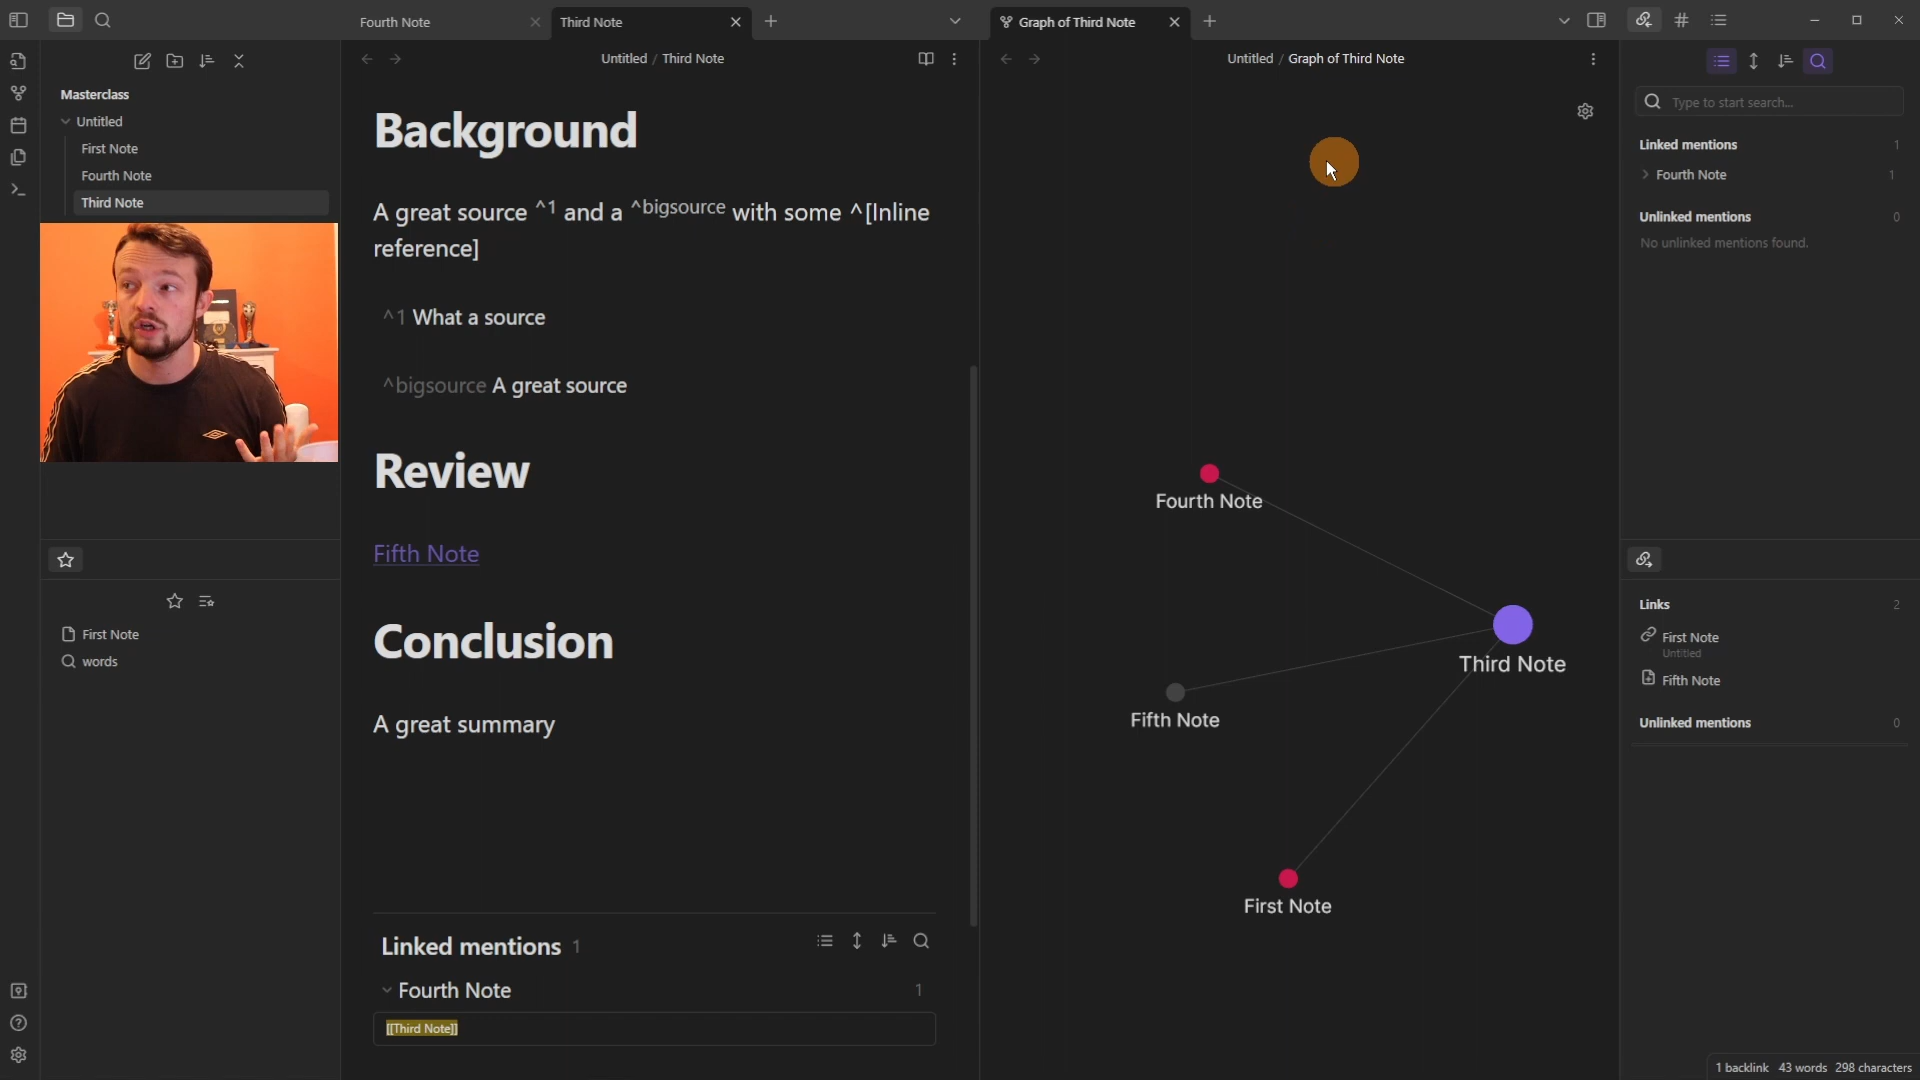 Fourth Note
Third Note
Graph of Third Note
Masterclass
Untitled
First Note
Fourth Note
Third Note
First Note
words
Untitled / Third Note
Background
A great source ^1 and a ^bigsource with some ^[Inline
reference]
^1 What a source
^bigsource A great source
Review
Fifth Note
Conclusion
A great summary
Linked mentions 1
Fourth Note 1
[[Third Note]]
Untitled / Graph of Third Note
Fourth Note
Third Note
Fifth Note
First Note
Type to start search...
Linked mentions 1
Fourth Note 1
Unlinked mentions 0
No unlinked mentions found.
Links 2
First Note
Untitled
Fifth Note
Unlinked mentions 0
1 backlink 43 words 298 characters